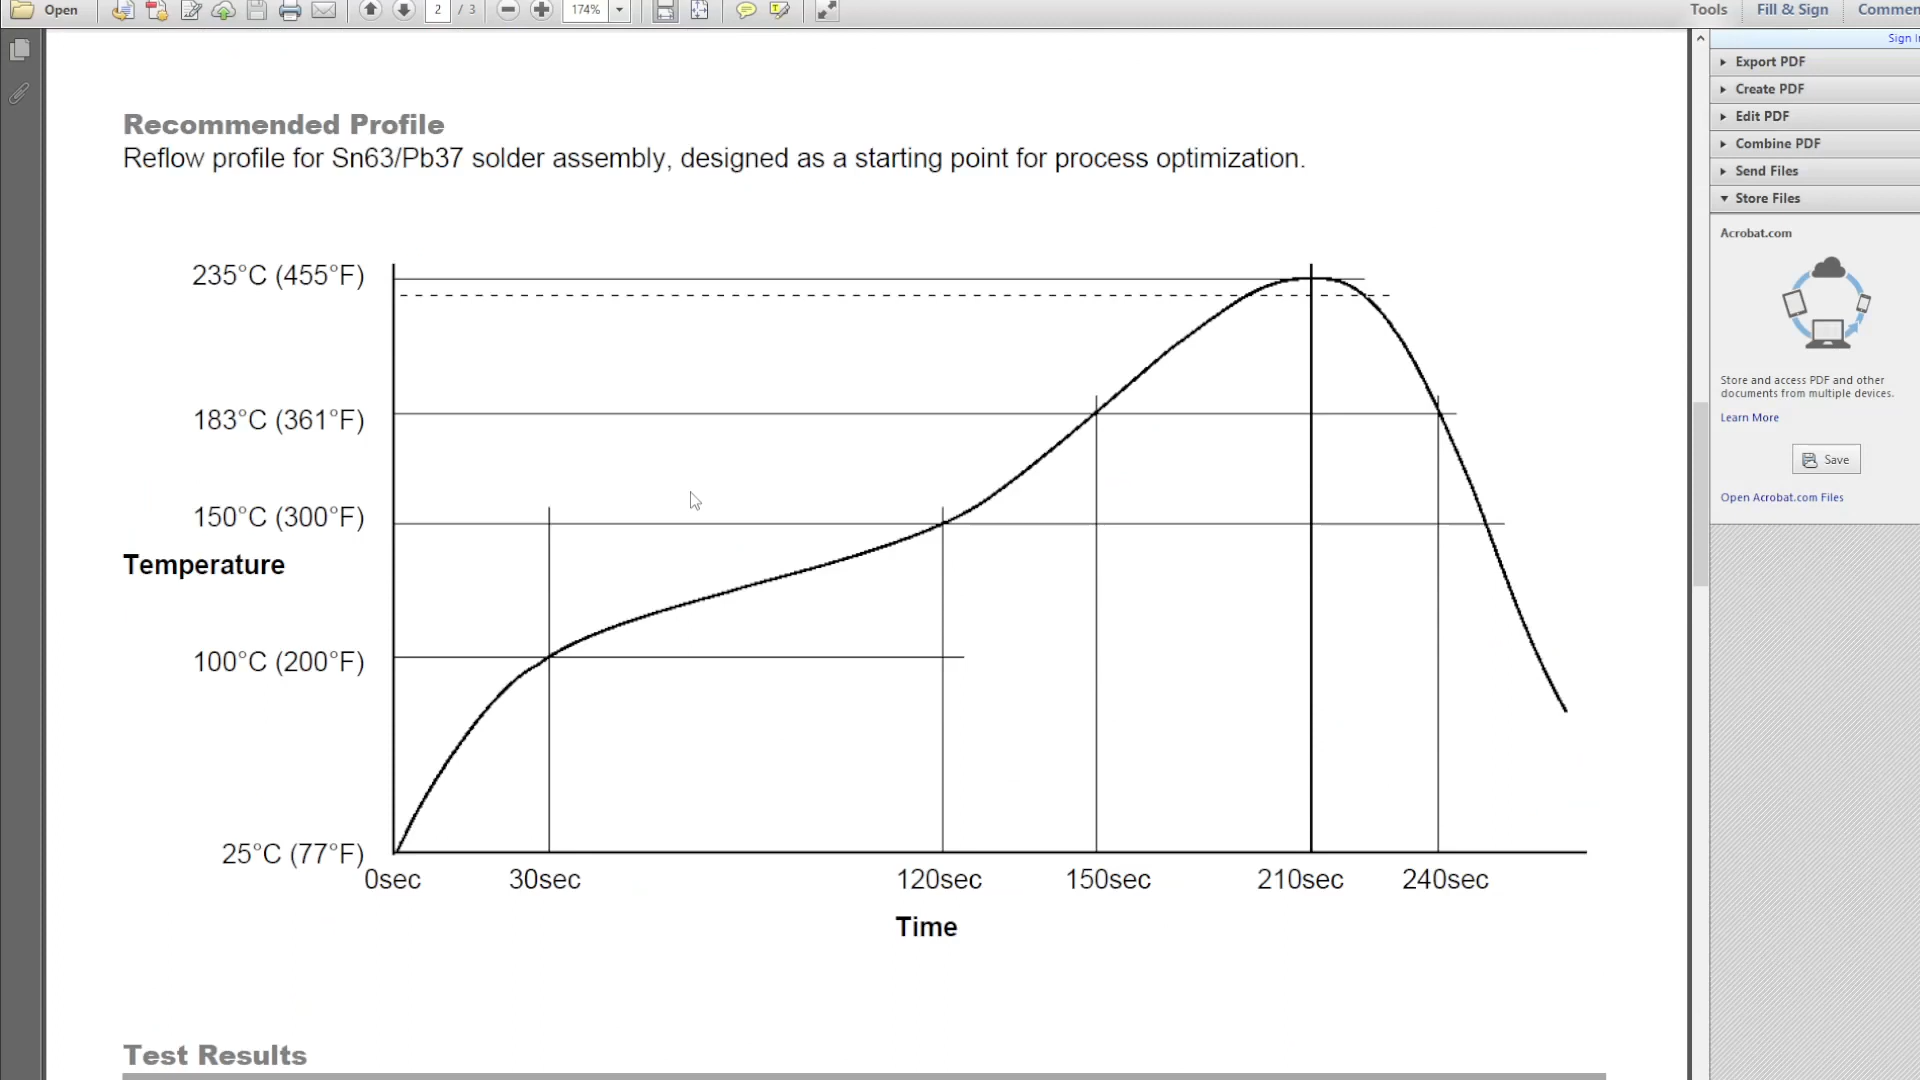 Open
2 / 3
174%
Tools
Fill & Sign
Sign
Export PDF
Create PDF
Edit PDF
Combine PDF
Send Files
Store Files
Acrobat.com
Store and access PDF and other
documents from multiple devices.
Learn More
Save
Open Acrobat.com Files
Recommended Profile
Reflow profile for Sn63/Pb37 solder assembly, designed as a starting point for process optimization.
235°C (455°F)
183°C (361°F)
150°C (300°F)
Temperature
100°C (200°F)
25°C (77°F)
0sec 30sec 120sec 150sec 210sec 240sec
Time
Test Results